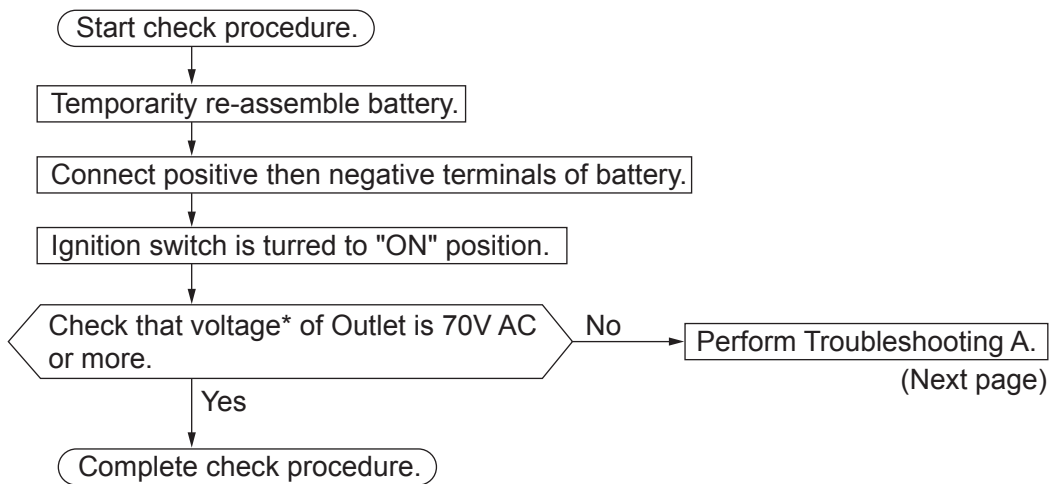 Start check procedure.
Temporarity re-assemble battery.
Connect positive then negative terminals of battery.
Ignition switch is turred to "ON" position.
Check that voltage* of Outlet is 70V AC
or more.
No
Perform Troubleshooting A.
(Next page)
Yes
Complete check procedure.